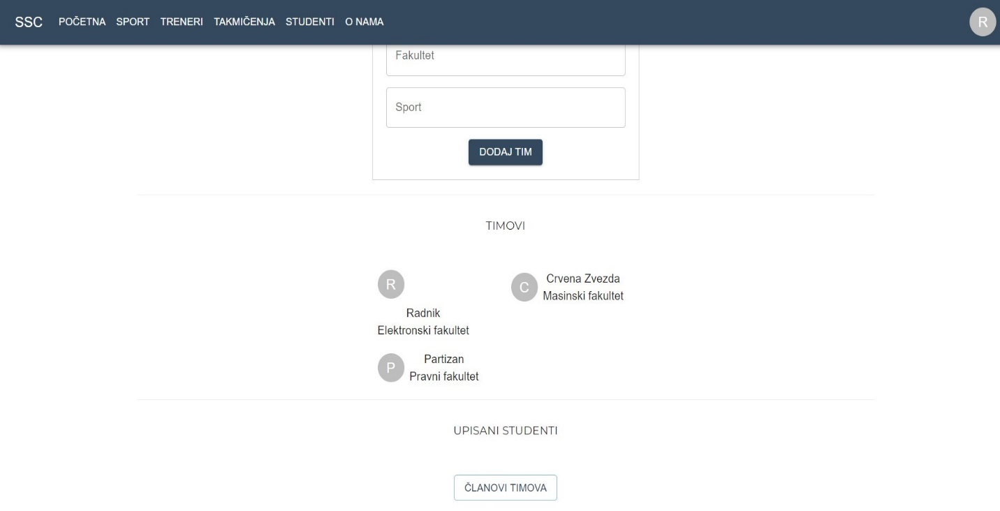 SSC POČETNA SPORT TRENERI TAKMIČENJA STUDENTI O NAMA R
Fakultet
Sport
DODAJ TIM
TIMOVI
R
Radnik
Elektronski fakultet
C
Crvena Zvezda
Masinski fakultet
P
Partizan
Pravni fakultet
UPISANI STUDENTI
ČLANOVI TIMOVA